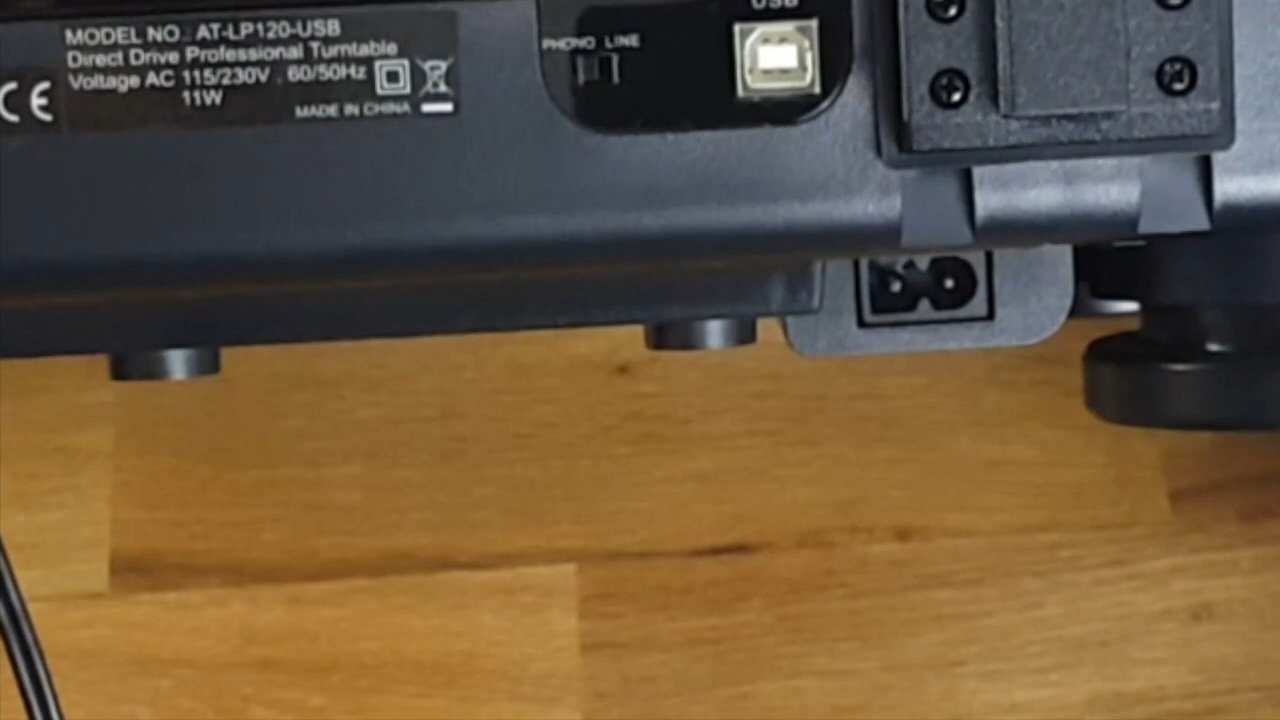 MODEL NO.: AT-LP120-USB
Direct Drive Professional Turntable
Voltage AC 115/230V . 60/50Hz
11W
CE
MADE IN CHINA
PHONO LINE
USB